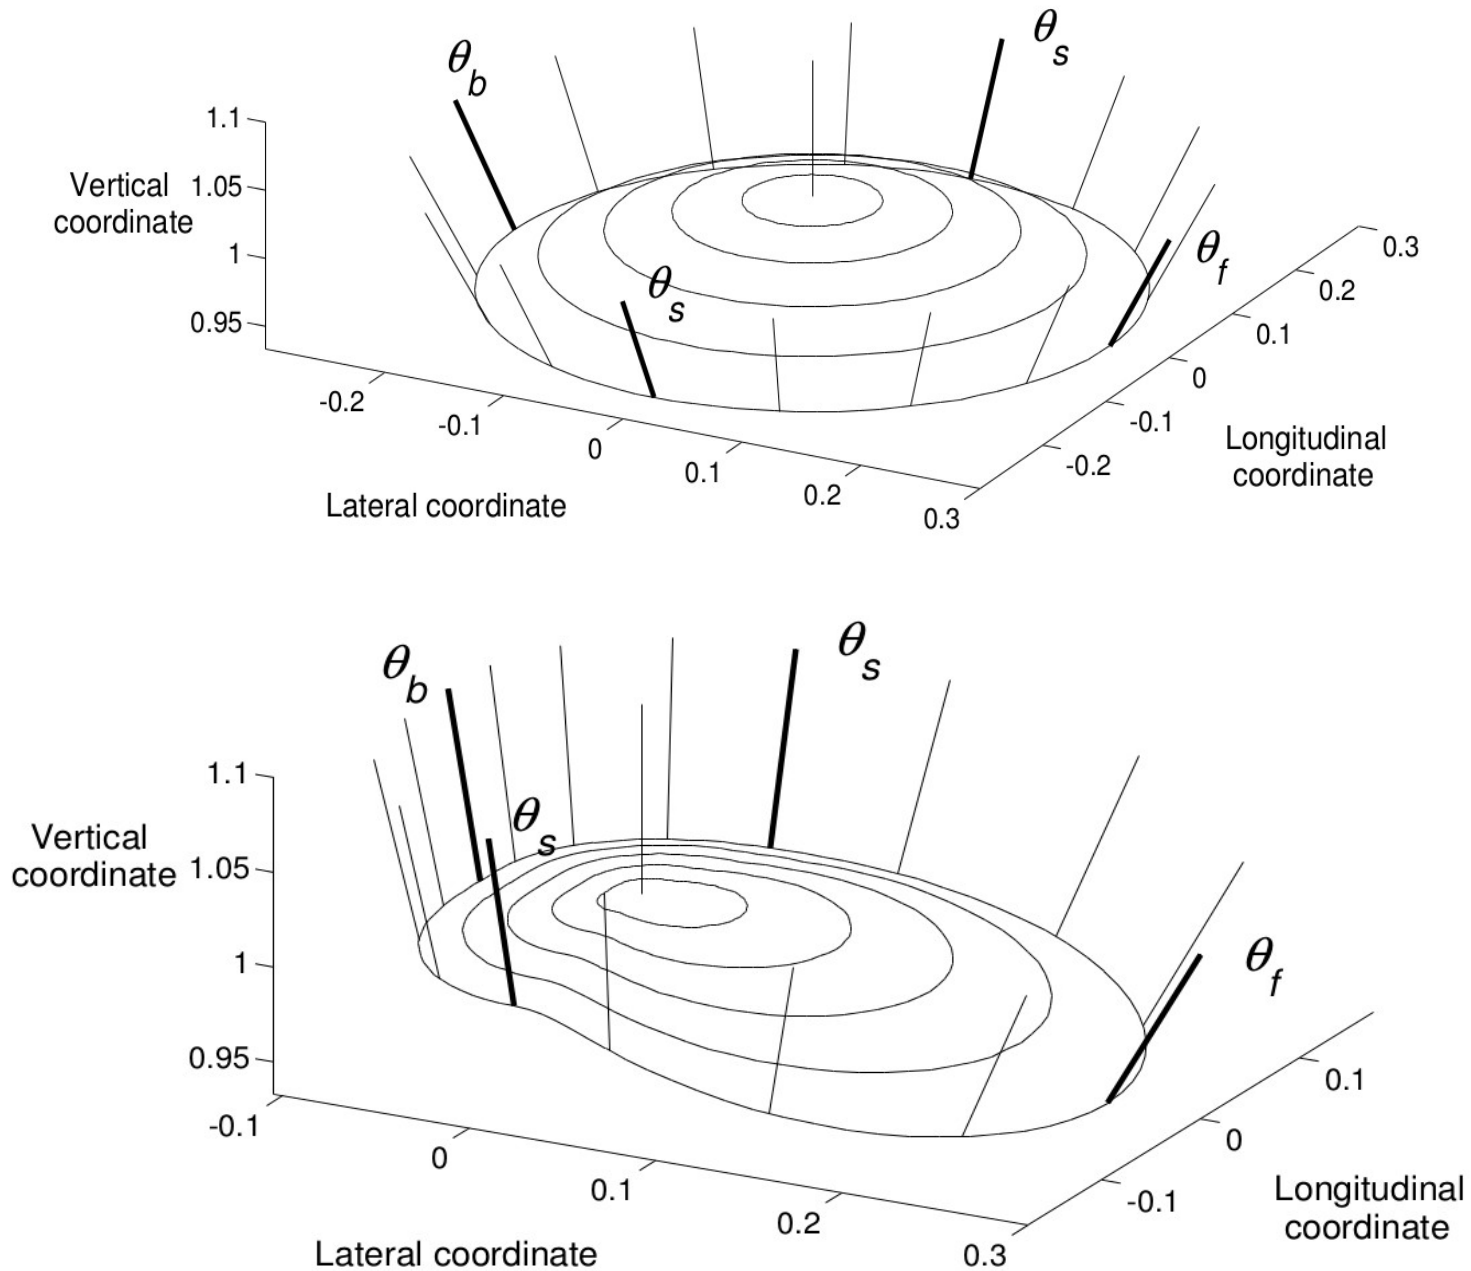 θb
θs
1.1
Vertical
coordinate
1.05
1
0.95
θs
θf
0.3
0.2
0.1
0
-0.1
-0.2
Longitudinal
coordinate
-0.2
-0.1
0
0.1
0.2
0.3
Lateral coordinate
θb
θs
θs
1.1
Vertical
coordinate
1.05
1
0.95
θf
0.1
0
-0.1
Longitudinal
coordinate
-0.1
0
0.1
0.2
0.3
Lateral coordinate